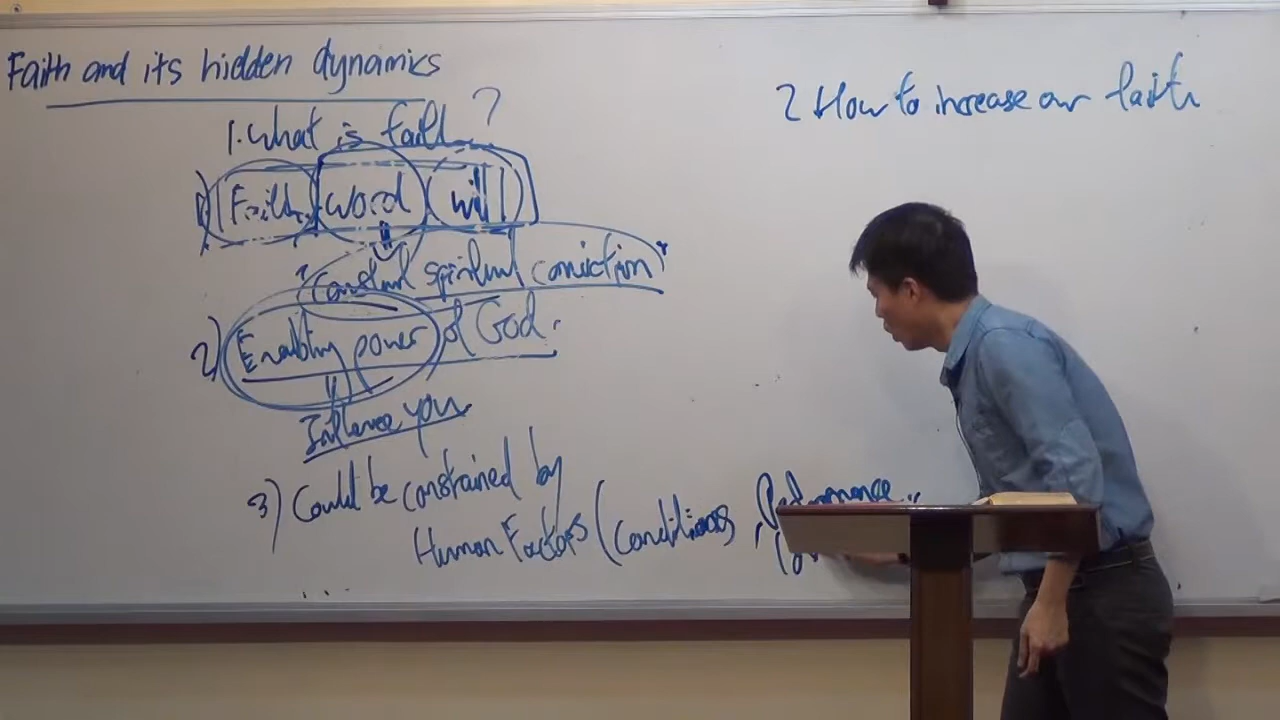 Faith and its hidden dynamics
1. What is faith?
1) Faith, word (will)
"Constant spiritual conviction"
2) Enabling power of God.
Influence you
3) Could be constrained by
Human Factors (conditions, Performance
2 How to increase our faith